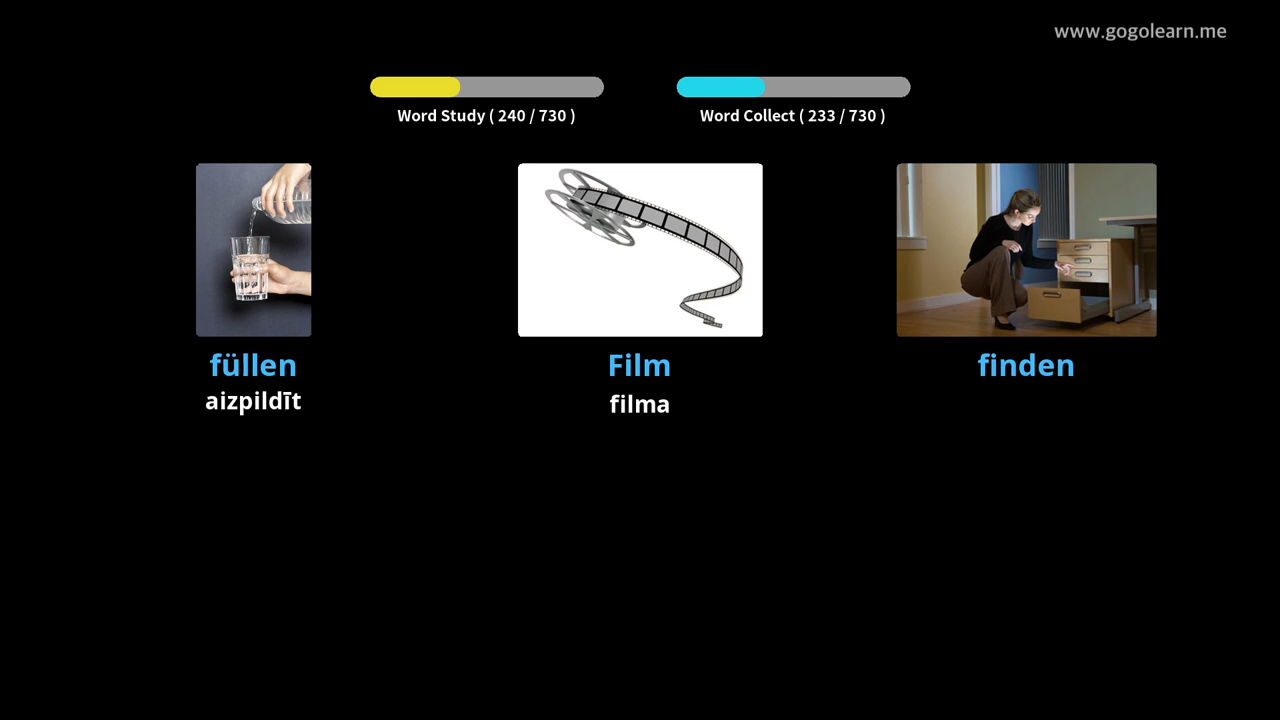 www.gogolearn.me
Word Study ( 240 / 730 )
Word Collect ( 233 / 730 )
füllen
aizpildīt
Film
filma
finden